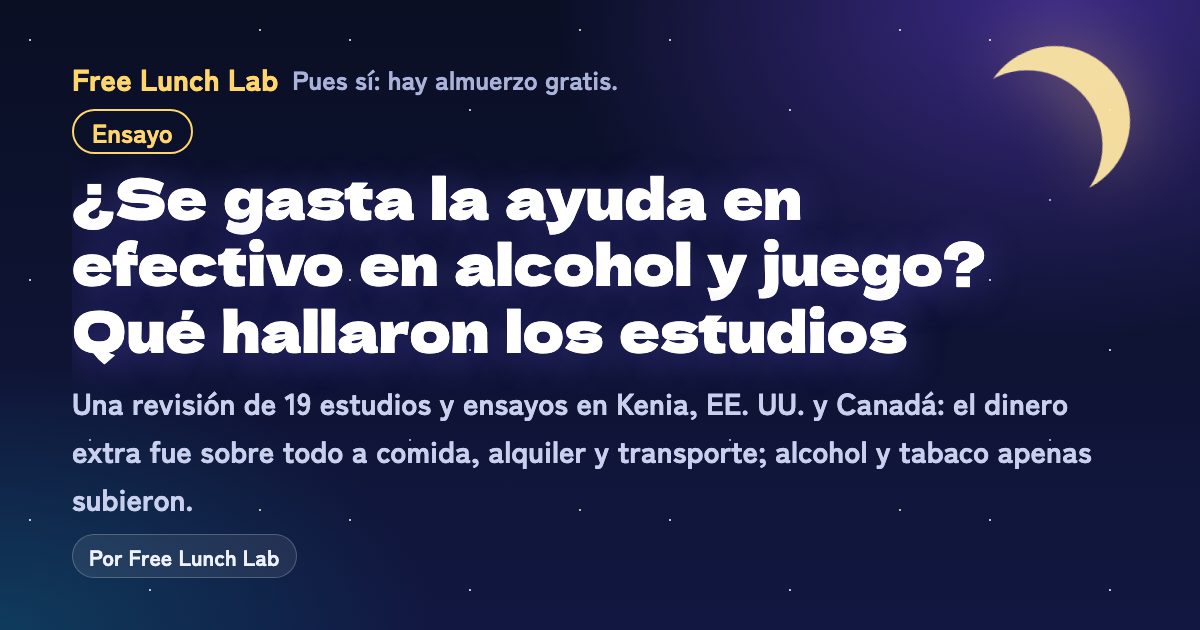 Free Lunch Lab Pues sí: hay almuerzo gratis.
Ensayo
¿Se gasta la ayuda en
efectivo en alcohol y juego?
Qué hallaron los estudios
Una revisión de 19 estudios y ensayos en Kenia, EE. UU. y Canadá: el dinero
extra fue sobre todo a comida, alquiler y transporte; alcohol y tabaco apenas
subieron.
Por Free Lunch Lab